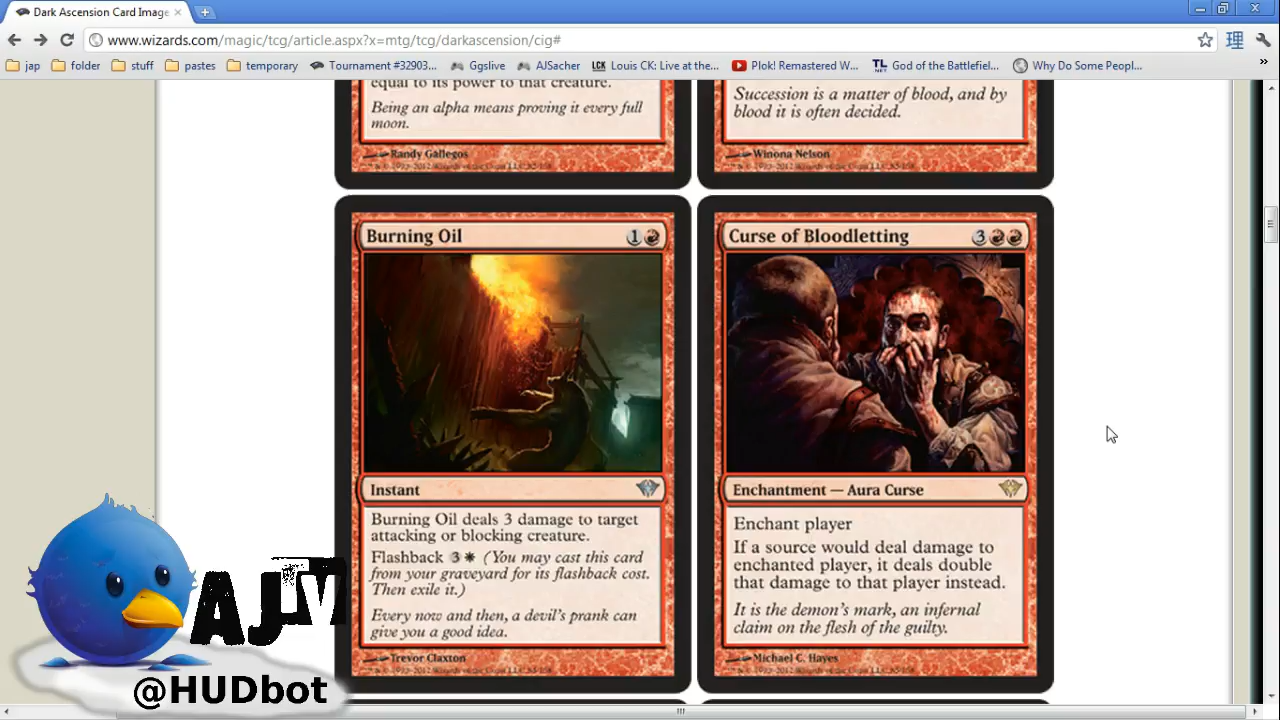 Dark Ascension Card Image
www.wizards.com/magic/tcg/article.aspx?x=mtg/tcg/darkascension/cig#
jap
folder
stuff
pastes
temporary
Tournament #32903...
Ggslive
AJSacher
LCK Louis CK: Live at the...
Plok! Remastered W...
TL NET God of the Battlefiel...
Why Do Some Peopl...
»
equal to its power to that creature.
Being an alpha means proving it every full
moon.
Randy Gallegos
Succession is a matter of blood, and by
blood it is often decided.
Winona Nelson
Burning Oil 1
Instant
Burning Oil deals 3 damage to target
attacking or blocking creature.
Flashback 3 (You may cast this card
from your graveyard for its flashback cost.
Then exile it.)
Every now and then, a devil's prank can
give you a good idea.
Trevor Claxton
Curse of Bloodletting 3
Enchantment — Aura Curse
Enchant player
If a source would deal damage to
enchanted player, it deals double
that damage to that player instead.
It is the demon's mark, an infernal
claim on the flesh of the guilty.
Michael C. Hayes
AJTV
@HUDbot